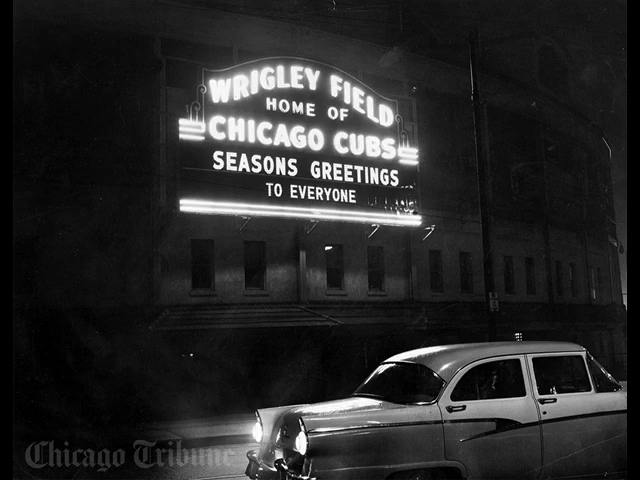 WRIGLEY FIELD
HOME OF
CHICAGO CUBS
SEASONS GREETINGS
TO EVERYONE
Chicago Tribune